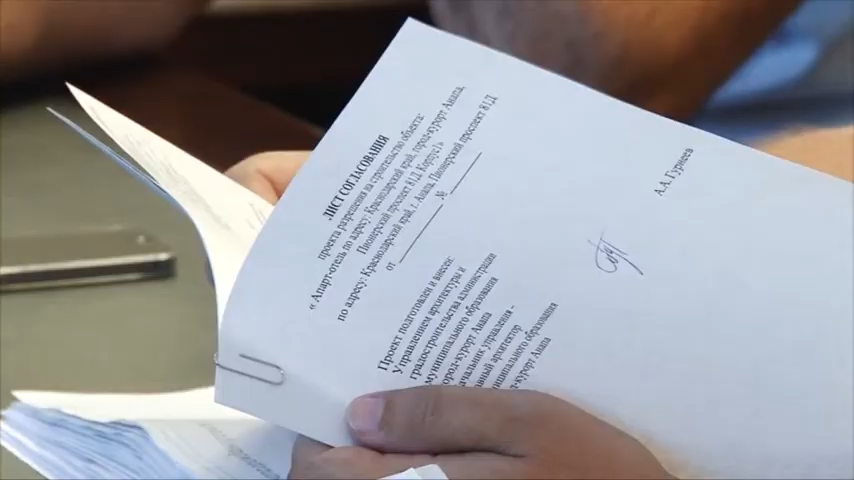 ЛИСТ СОГЛАСОВАНИЯ
проекта разрешения на строительство объекта:
« Апарт-отель по адресу: Краснодарский край, город-курорт Анапа,
Пионерский проспект 81Д. Корпус 1»
по адресу: Краснодарский край, г. Анапа, Пионерский проспект 81Д
от __________ № __________
Проект подготовлен и внесен:
Управлением архитектуры и
градостроительства администрации
муниципального образования
город-курорт Анапа
начальник управления -
главный архитектор
муниципального образования
город-курорт Анапа
А.А.Гурнеев